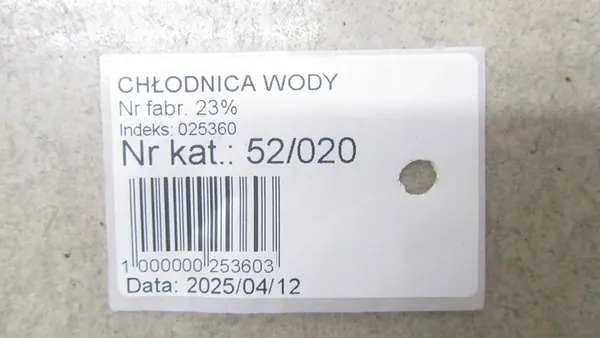 CHŁODNICA WODY
Nr fabr. 23%
Indeks: 025360
Nr kat.: 52/020
1 000000 253603
Data: 2025/04/12